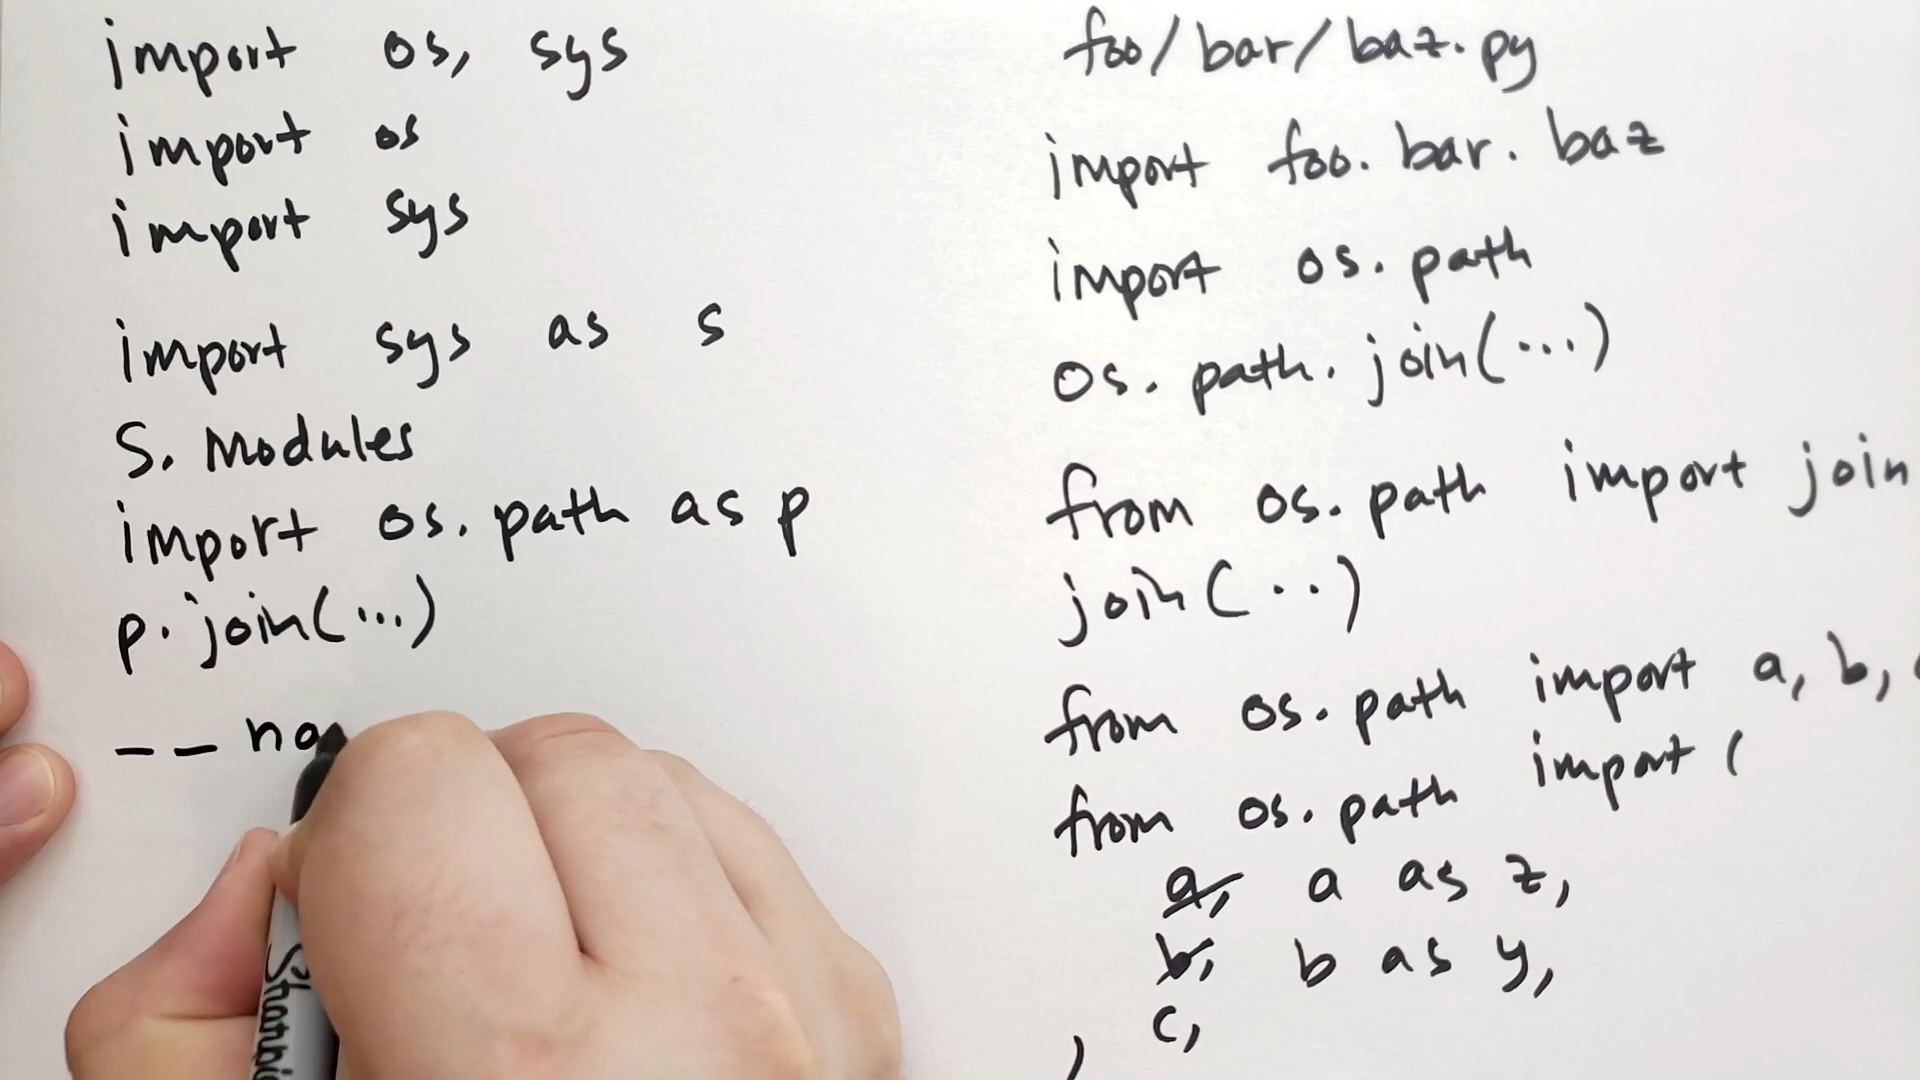 import os, sys
import os
import sys
import sys as s
s. modules
import os. path as p
p. join(...)
__na
foo/bar/baz.py
import foo. bar. baz
import os. path
os. path. join(...)
from os. path import join
join(..)
from os. path import a, b,
from os. path import (
a, a as z,
b, b as y,
c,
)
Sharpie